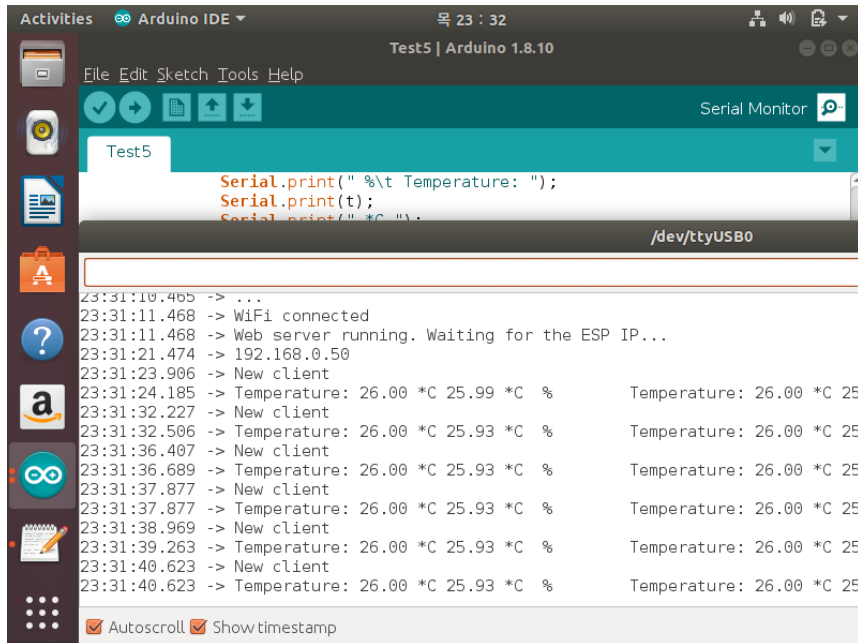 Activities Arduino IDE 목 23 : 32
Test5 | Arduino 1.8.10
File Edit Sketch Tools Help
Serial Monitor
Test5
Serial.print(" %\t Temperature: ");
Serial.print(t);
Serial.print(" *C ");
/dev/ttyUSB0
23:31:10.465 -> ...
23:31:11.468 -> WiFi connected
23:31:11.468 -> Web server running. Waiting for the ESP IP...
23:31:21.474 -> 192.168.0.50
23:31:23.906 -> New client
23:31:24.185 -> Temperature: 26.00 *C 25.99 *C % Temperature: 26.00 *C 25
23:31:32.227 -> New client
23:31:32.506 -> Temperature: 26.00 *C 25.93 *C % Temperature: 26.00 *C 25
23:31:36.407 -> New client
23:31:36.689 -> Temperature: 26.00 *C 25.93 *C % Temperature: 26.00 *C 25
23:31:37.877 -> New client
23:31:37.877 -> Temperature: 26.00 *C 25.93 *C % Temperature: 26.00 *C 25
23:31:38.969 -> New client
23:31:39.263 -> Temperature: 26.00 *C 25.93 *C % Temperature: 26.00 *C 25
23:31:40.623 -> New client
23:31:40.623 -> Temperature: 26.00 *C 25.93 *C % Temperature: 26.00 *C 25
Autoscroll Show timestamp